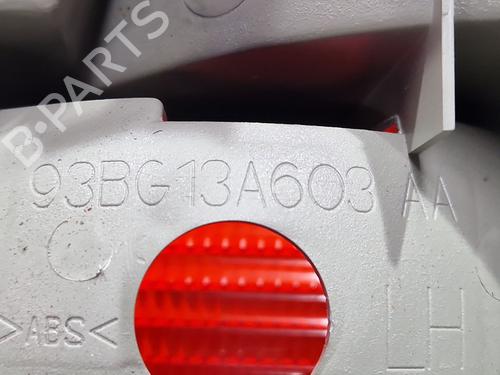 B-PARTS
93BG13A603 AA
>ABS<
LH